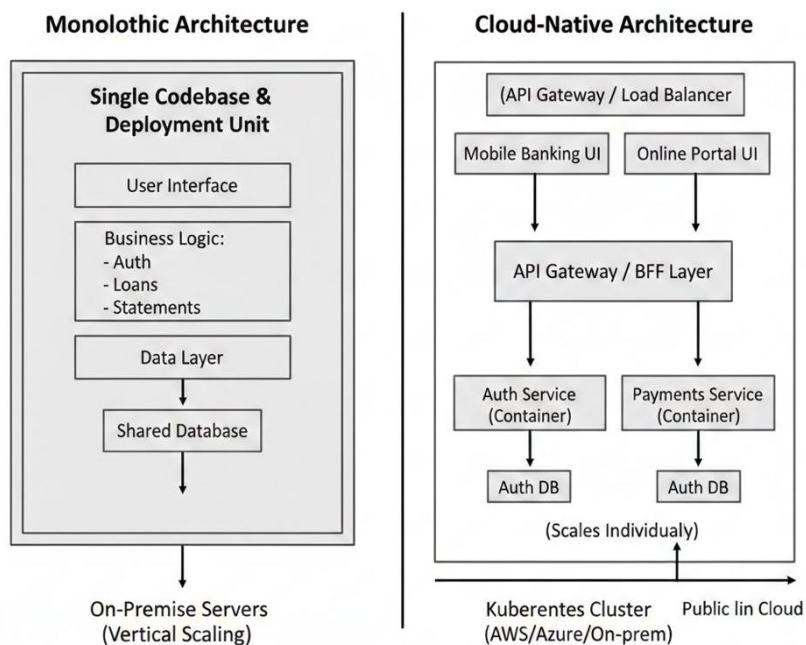 Monolothic Architecture
Single Codebase &
Deployment Unit
User Interface
Business Logic:
- Auth
- Loans
- Statements
Data Layer
Shared Database
On-Premise Servers
(Vertical Scaling)
Cloud-Native Architecture
(API Gateway / Load Balancer
Mobile Banking UI
Online Portal UI
API Gateway / BFF Layer
Auth Service
(Container)
Payments Service
(Container)
Auth DB
Auth DB
(Scales Individualy)
Kuberentes Cluster
(AWS/Azure/On-prem)
Public lin Cloud